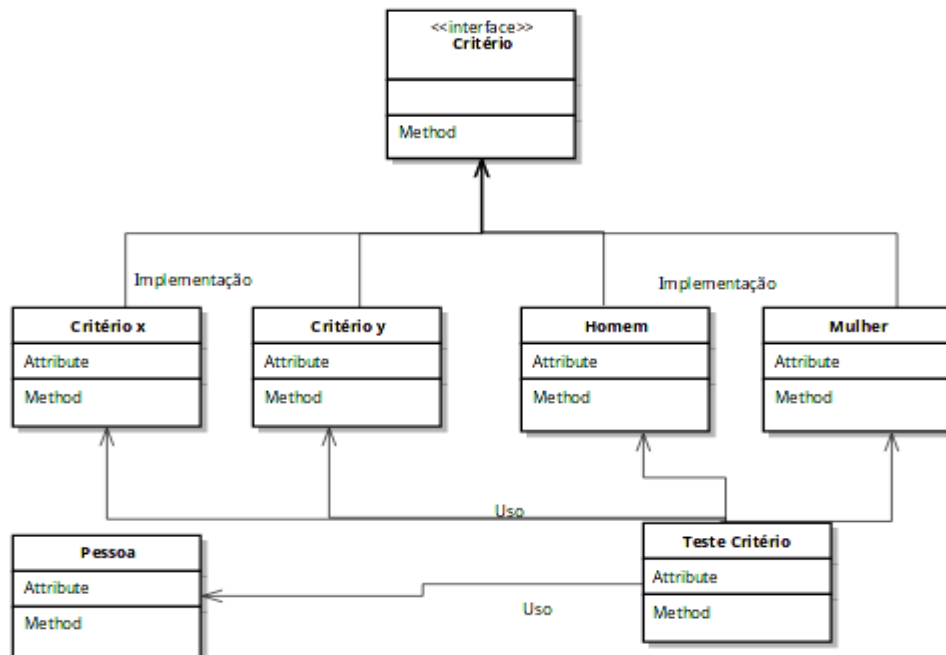 <<interface>>
Critério
Method
Implementação
Implementação
Critério x
Attribute
Method
Critério y
Attribute
Method
Homem
Attribute
Method
Mulher
Attribute
Method
Uso
Pessoa
Attribute
Method
Teste Critério
Attribute
Method
Uso